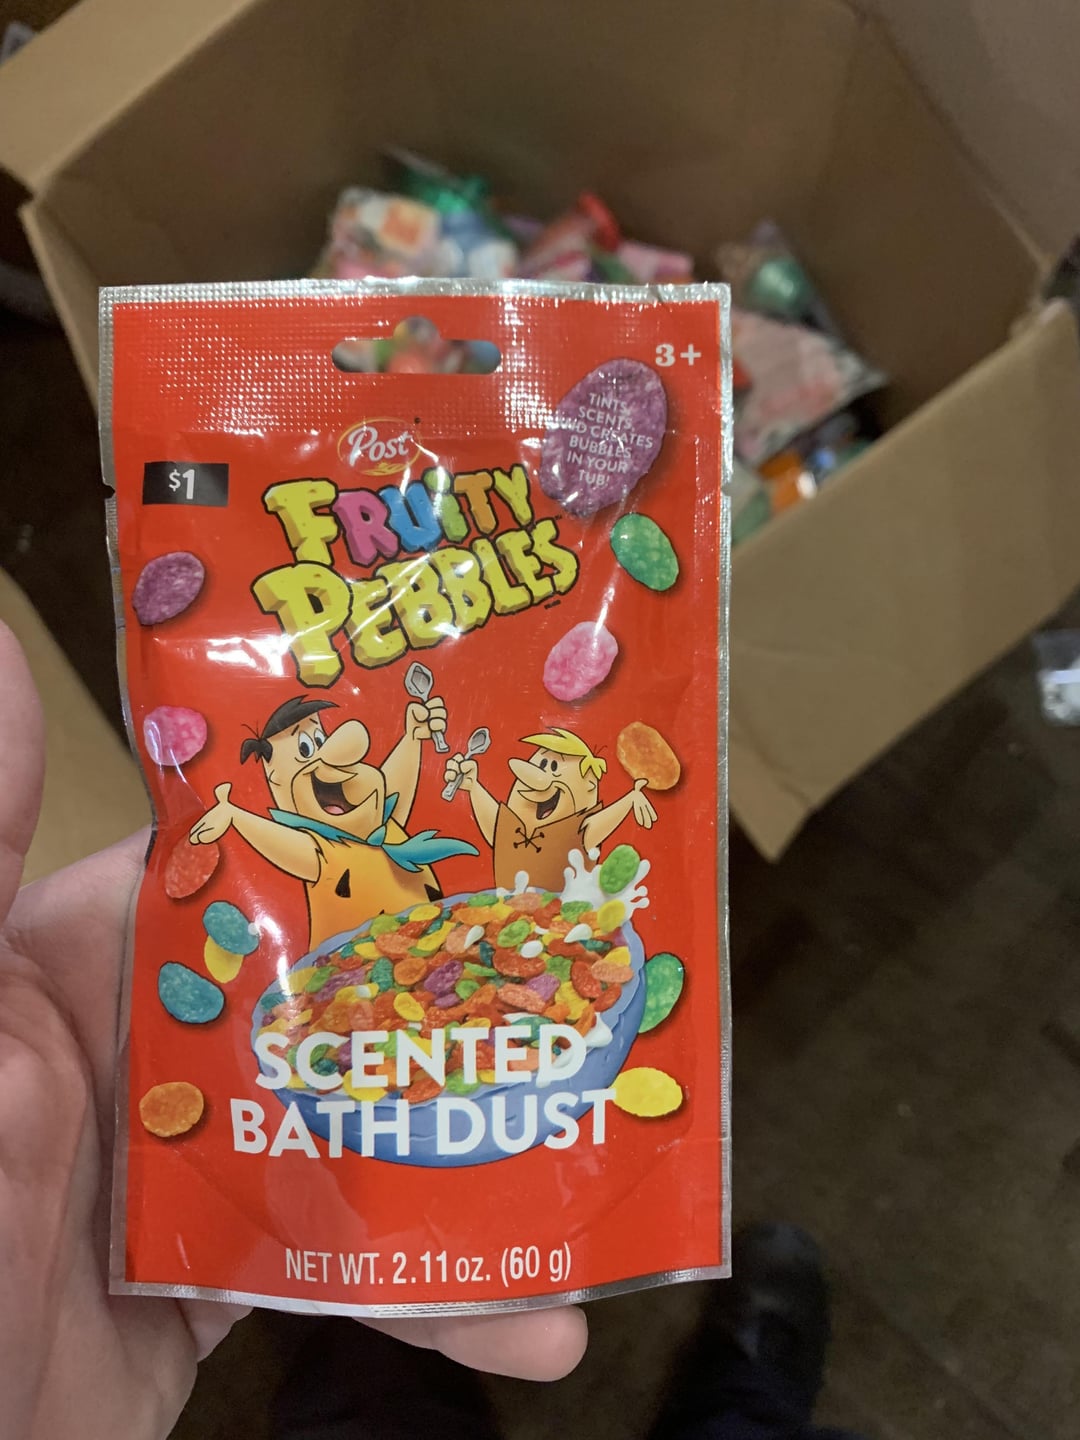 3+
TINTS,
SCENTS,
AND CREATES
BUBBLES
IN YOUR
TUB!
Post
$1
FRUITY
PEBBLES
SCENTED
BATH DUST
NET WT. 2.11 oz. (60 g)